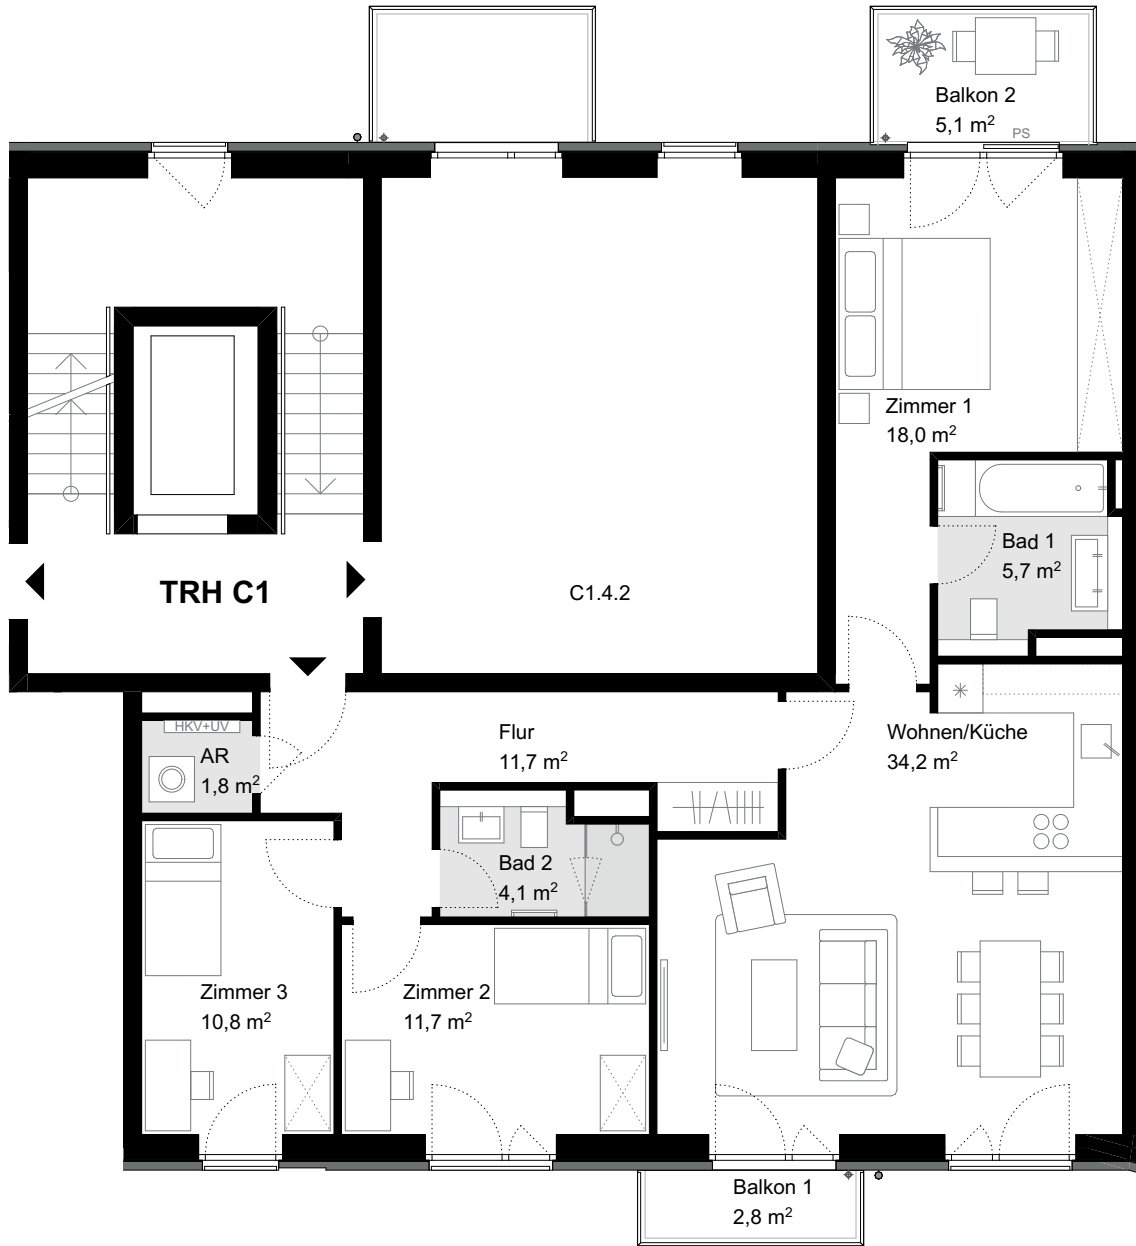 Balkon 2
5,1 m²
PS
Zimmer 1
18,0 m²
Bad 1
5,7 m²
TRH C1
C1.4.2
HKV+UV
AR
1,8 m²
Flur
11,7 m²
Wohnen/Küche
34,2 m²
Bad 2
4,1 m²
Zimmer 3
10,8 m²
Zimmer 2
11,7 m²
Balkon 1
2,8 m²